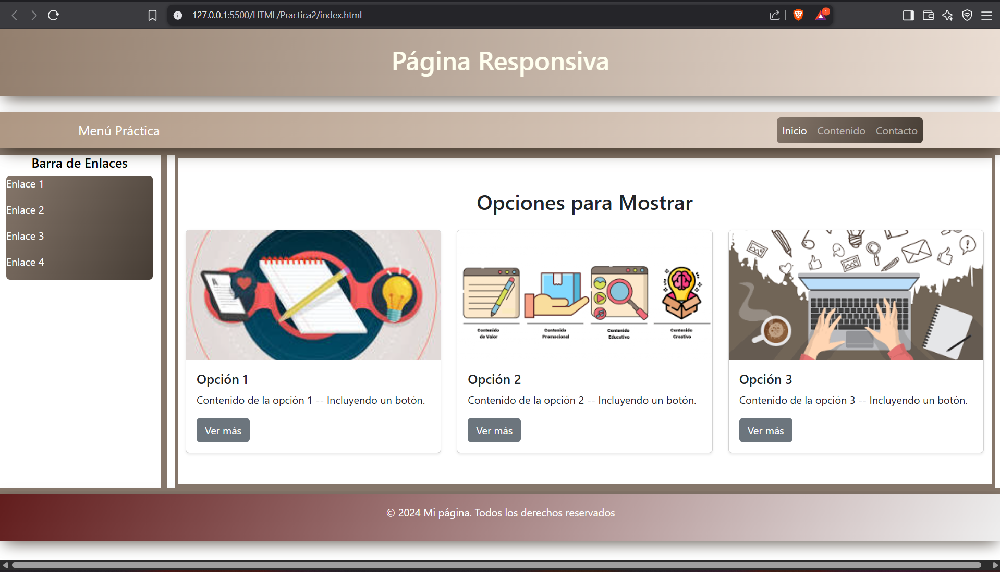 127.0.0.1:5500/HTML/Practica2/index.html
1
Página Responsiva
Menú Práctica
Inicio Contenido Contacto
Barra de Enlaces
Enlace 1
Enlace 2
Enlace 3
Enlace 4
Opciones para Mostrar
Contenido
de Valor
Contenido
Promocional
Contenido
Educativo
Contenido
Creativo
Opción 1
Contenido de la opción 1 -- Incluyendo un botón.
Ver más
Opción 2
Contenido de la opción 2 -- Incluyendo un botón.
Ver más
Opción 3
Contenido de la opción 3 -- Incluyendo un botón.
Ver más
© 2024 Mi página. Todos los derechos reservados